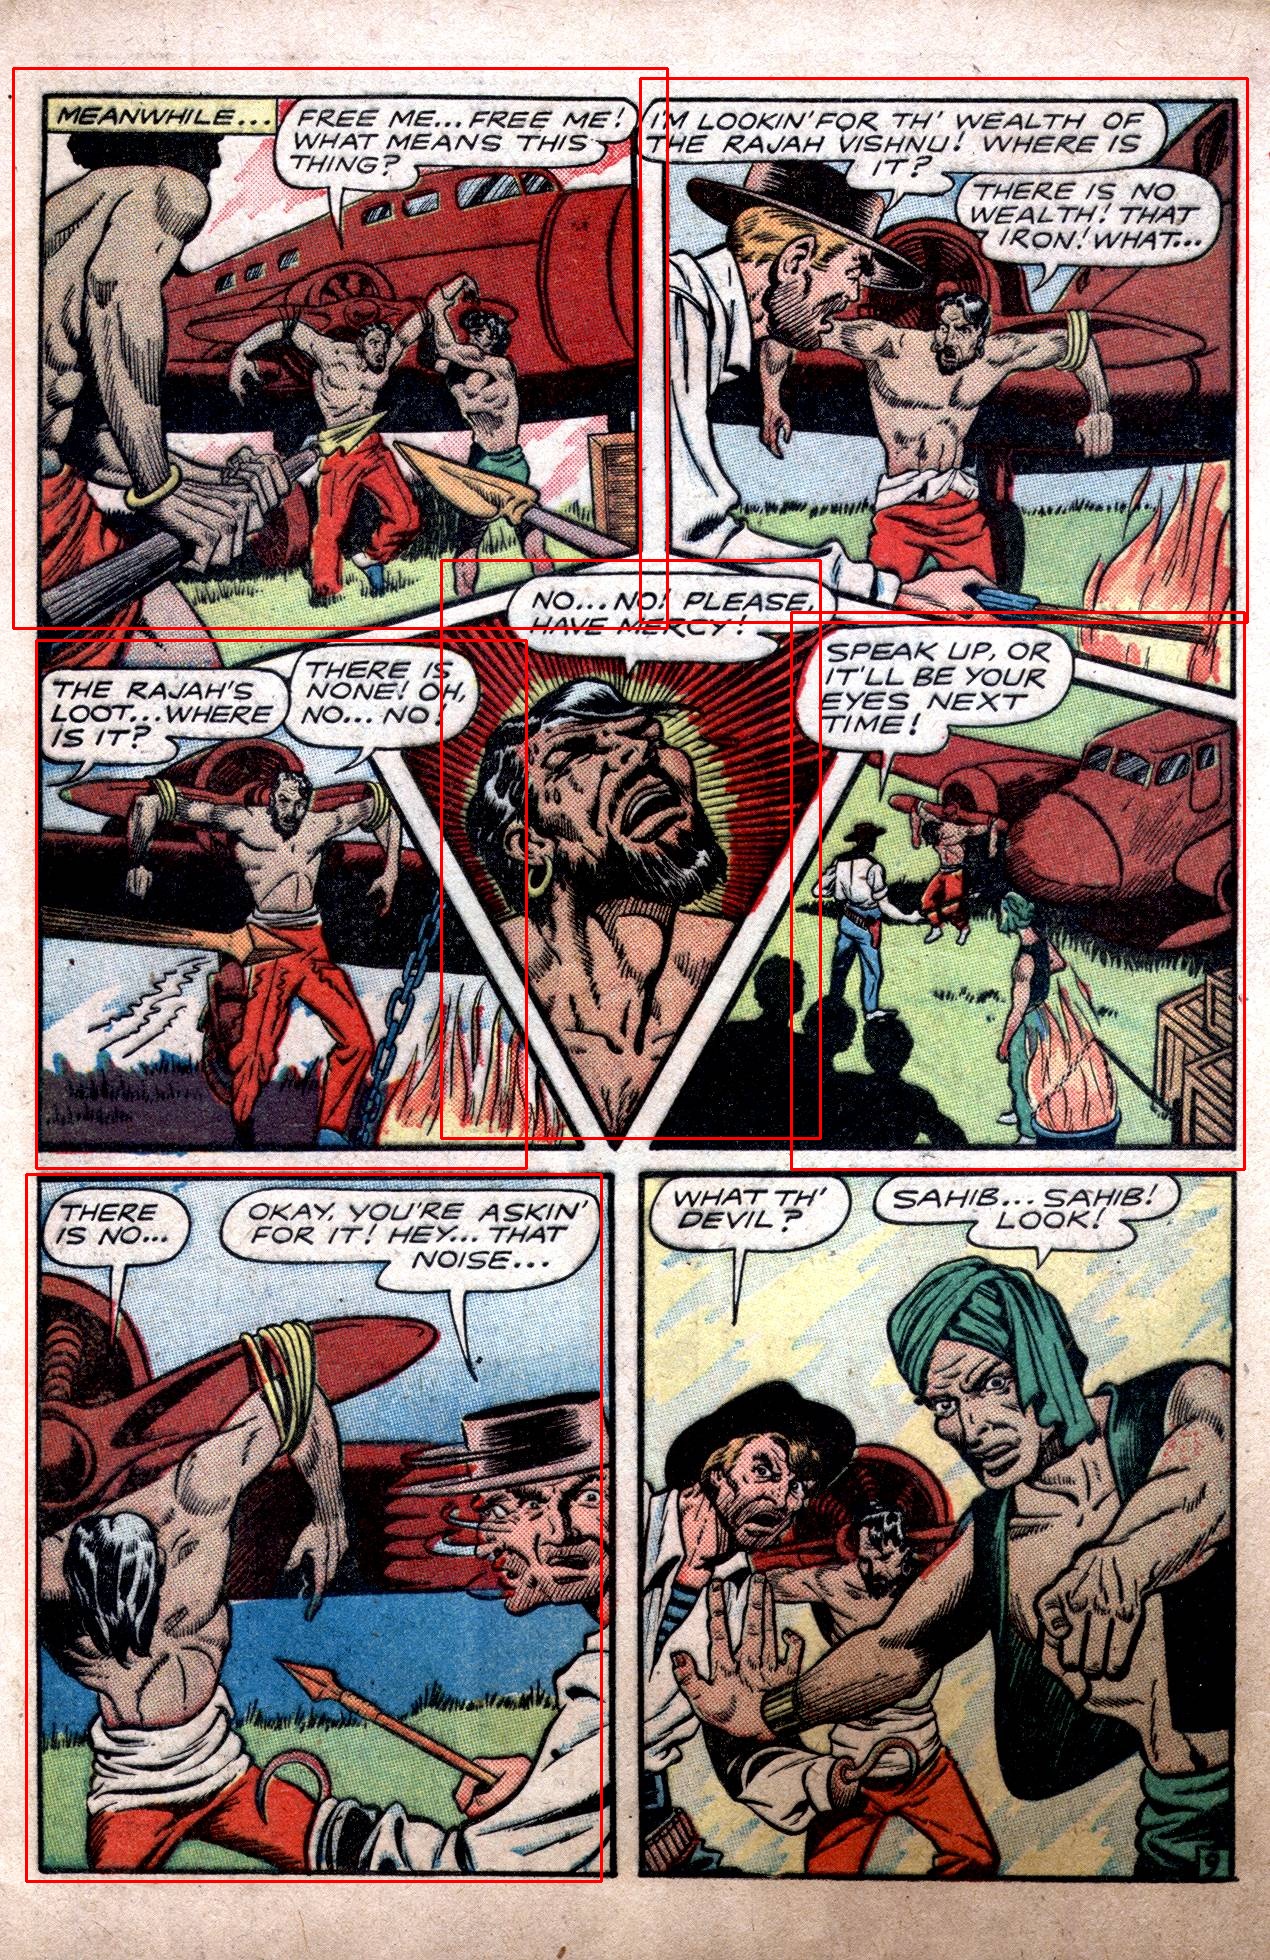 MEANWHILE...
FREE ME...FREE ME!
WHAT MEANS THIS
THING?
I'M LOOKIN' FOR TH' WEALTH OF
THE RAJAH VISHNU! WHERE IS
IT?
THERE IS NO
WEALTH! THAT
IRON! WHAT...
THE RAJAH'S
LOOT...WHERE
IS IT?
THERE IS
NONE! OH,
NO...NO!
NO...NO! PLEASE,
HAVE MERCY!
SPEAK UP, OR
IT'LL BE YOUR
EYES NEXT
TIME!
THERE
IS NO...
OKAY, YOU'RE ASKIN'
FOR IT! HEY...THAT
NOISE...
WHAT TH'
DEVIL?
SAHIB...SAHIB!
LOOK!
9